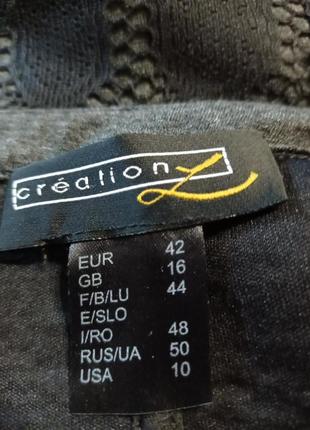 création L
EUR 42
GB 16
F/B/LU 44
E/SLO
I/RO 48
RUS/UA 50
USA 10